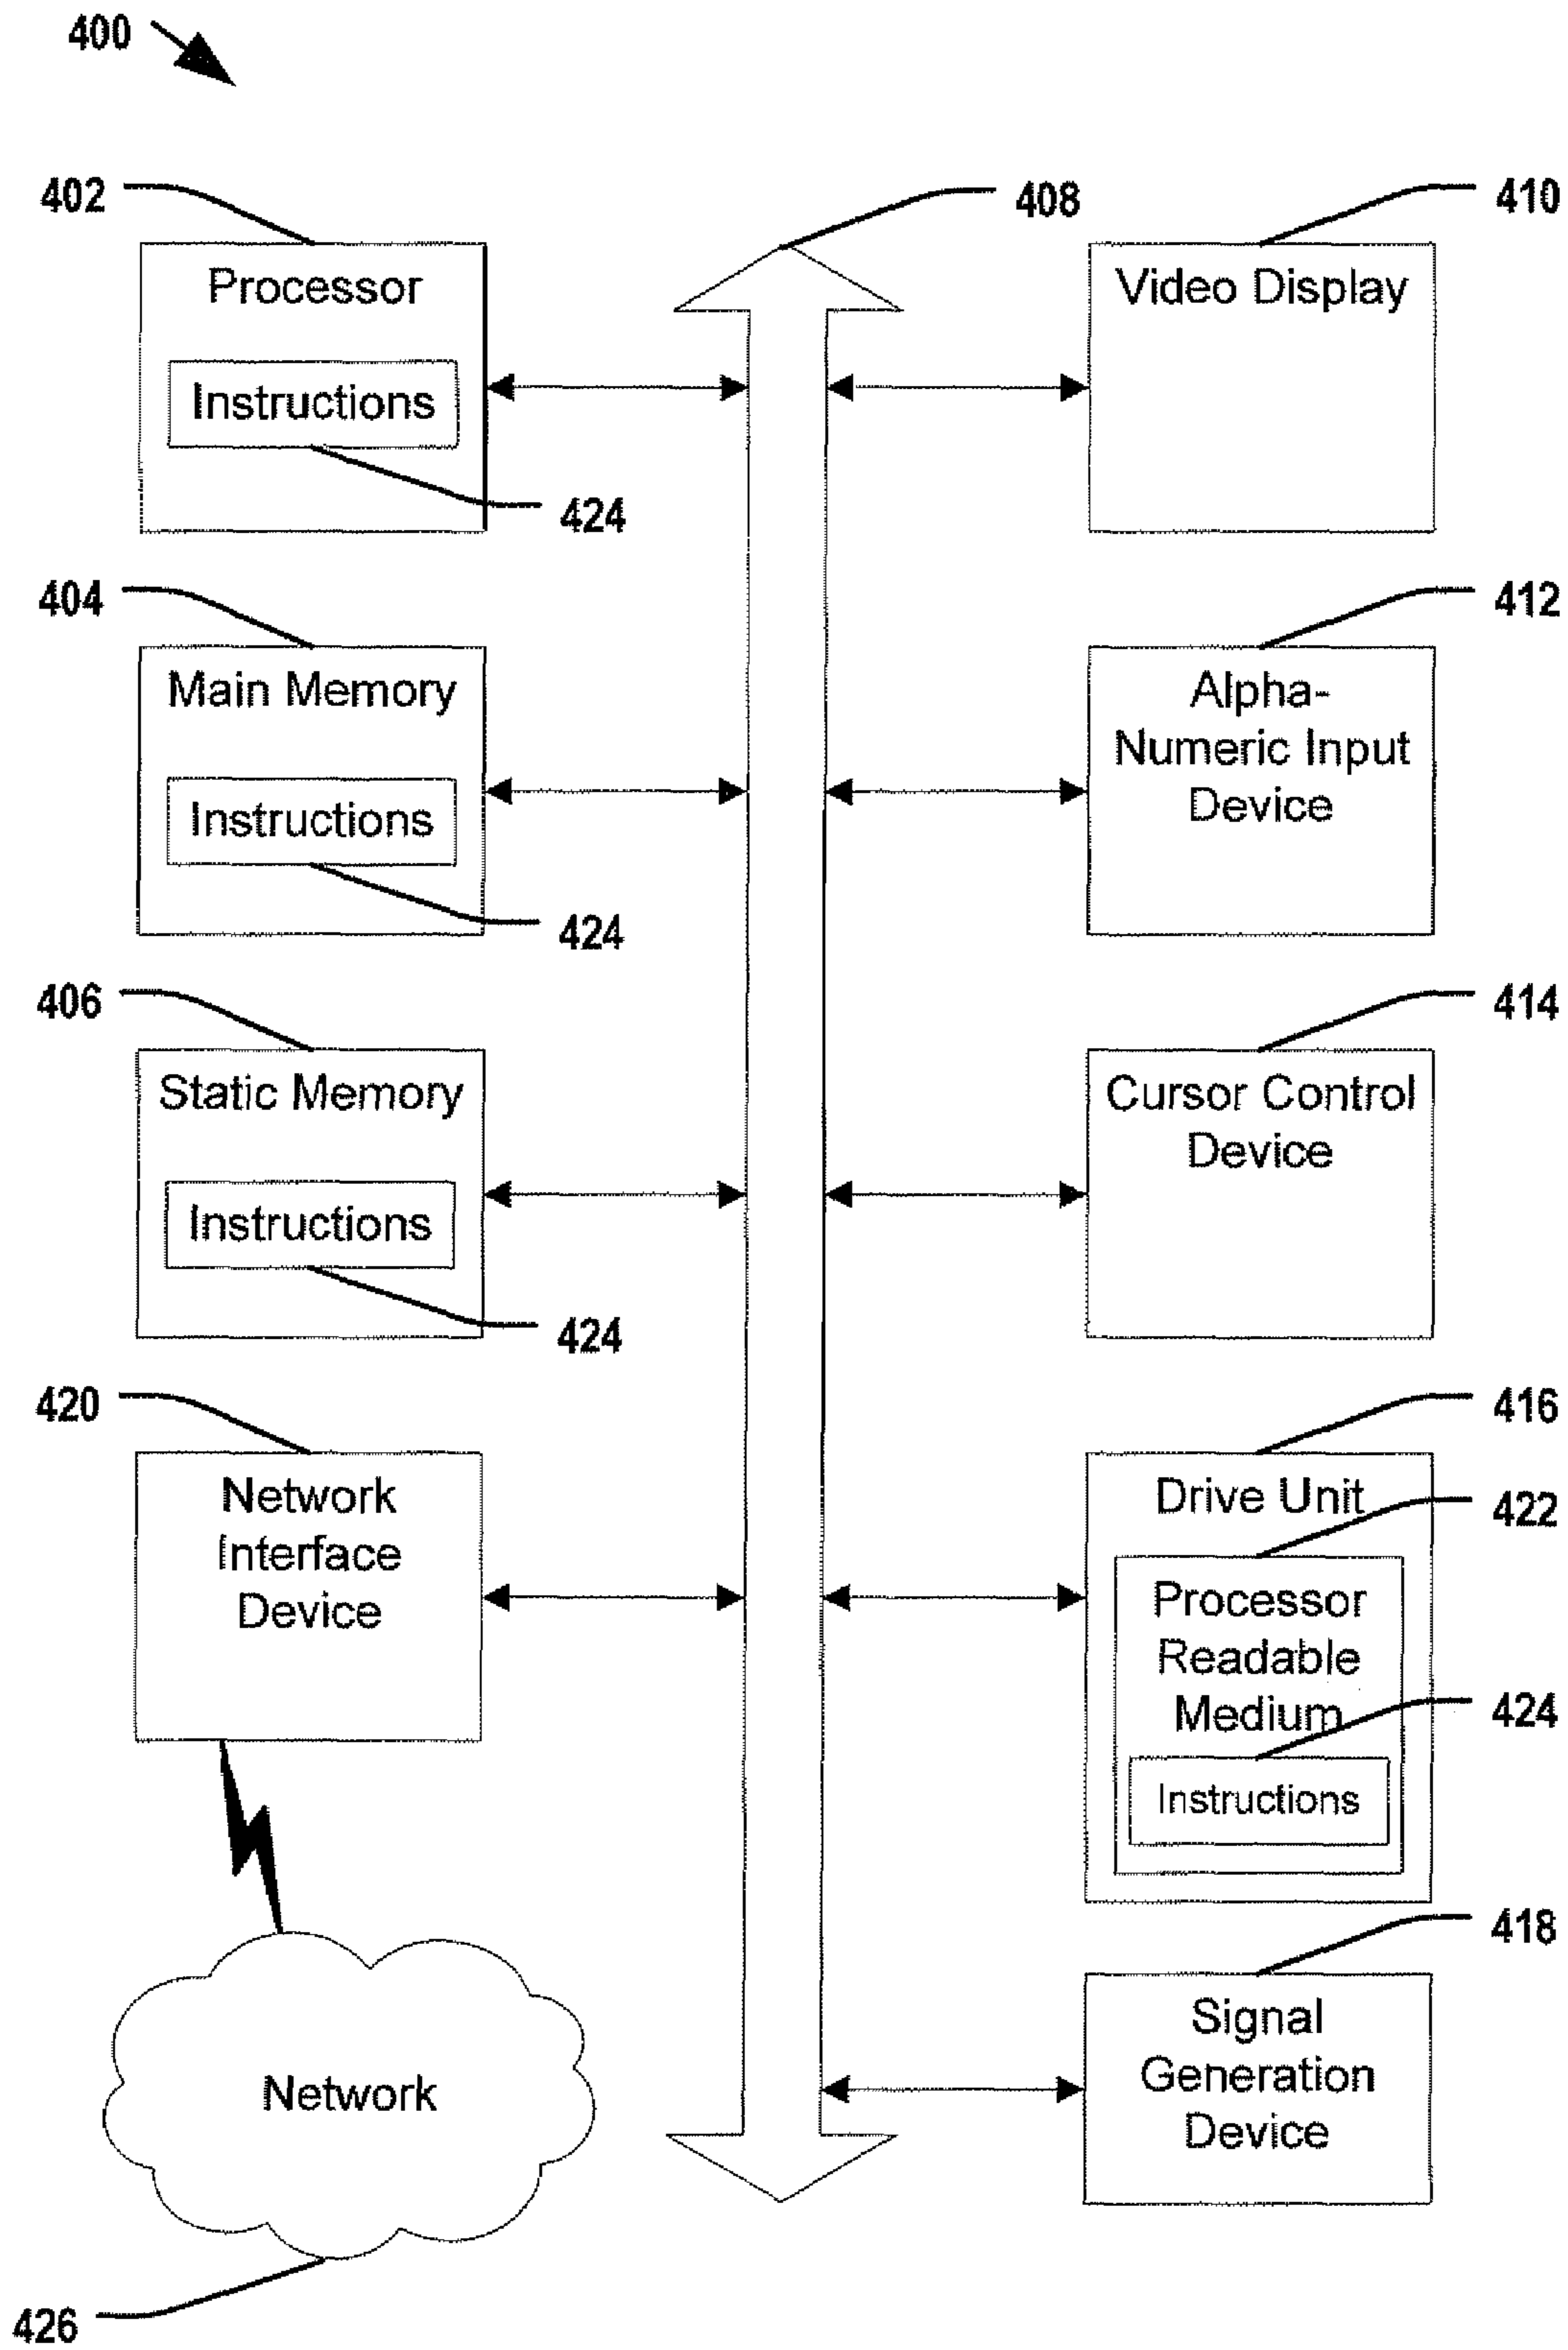 400
402
408
410
Processor
Video Display
Instructions
424
404
412
Main Memory
Alpha-
Numeric Input
Device
Instructions
424
406
414
Static Memory
Cursor Control
Device
Instructions
424
420
416
Network
Interface
Device
Drive Unit
422
Processor
Readable
Medium
424
Instructions
418
Signal
Generation
Device
Network
426